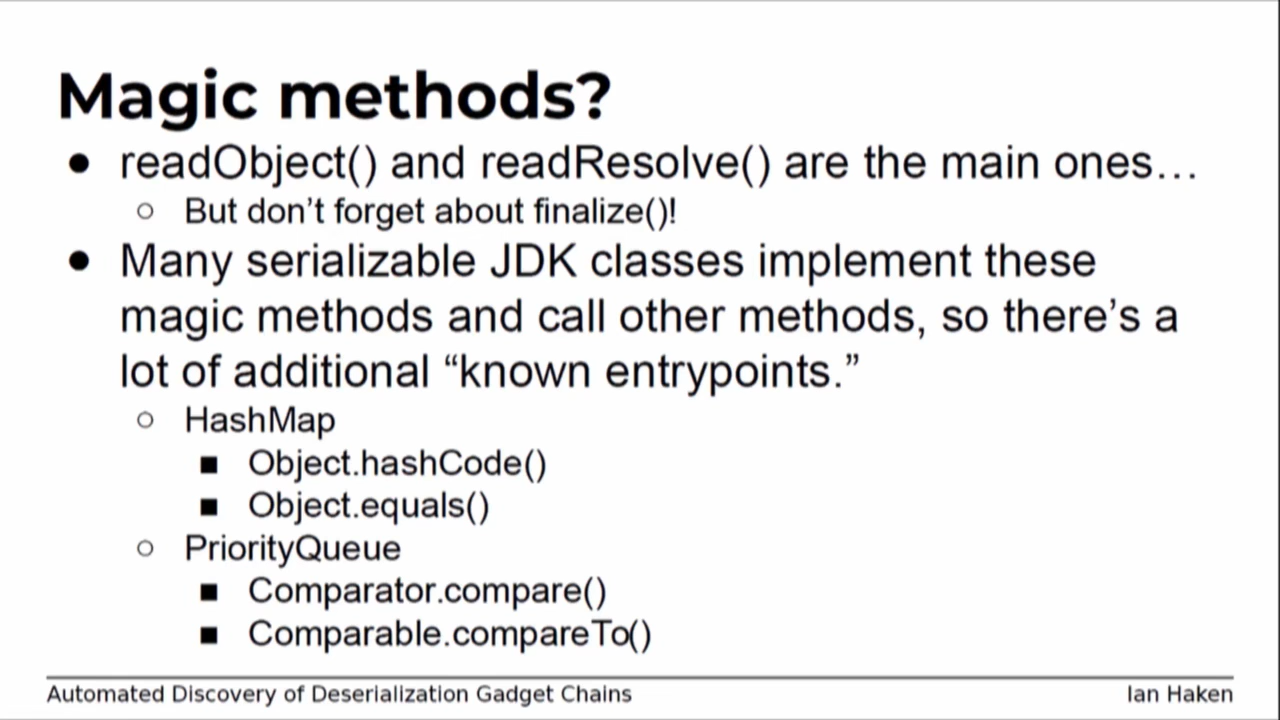 Magic methods?
● readObject() and readResolve() are the main ones…
○ But don’t forget about finalize()!
● Many serializable JDK classes implement these
magic methods and call other methods, so there’s a
lot of additional “known entrypoints.”
○ HashMap
■ Object.hashCode()
■ Object.equals()
○ PriorityQueue
■ Comparator.compare()
■ Comparable.compareTo()
Automated Discovery of Deserialization Gadget Chains
Ian Haken